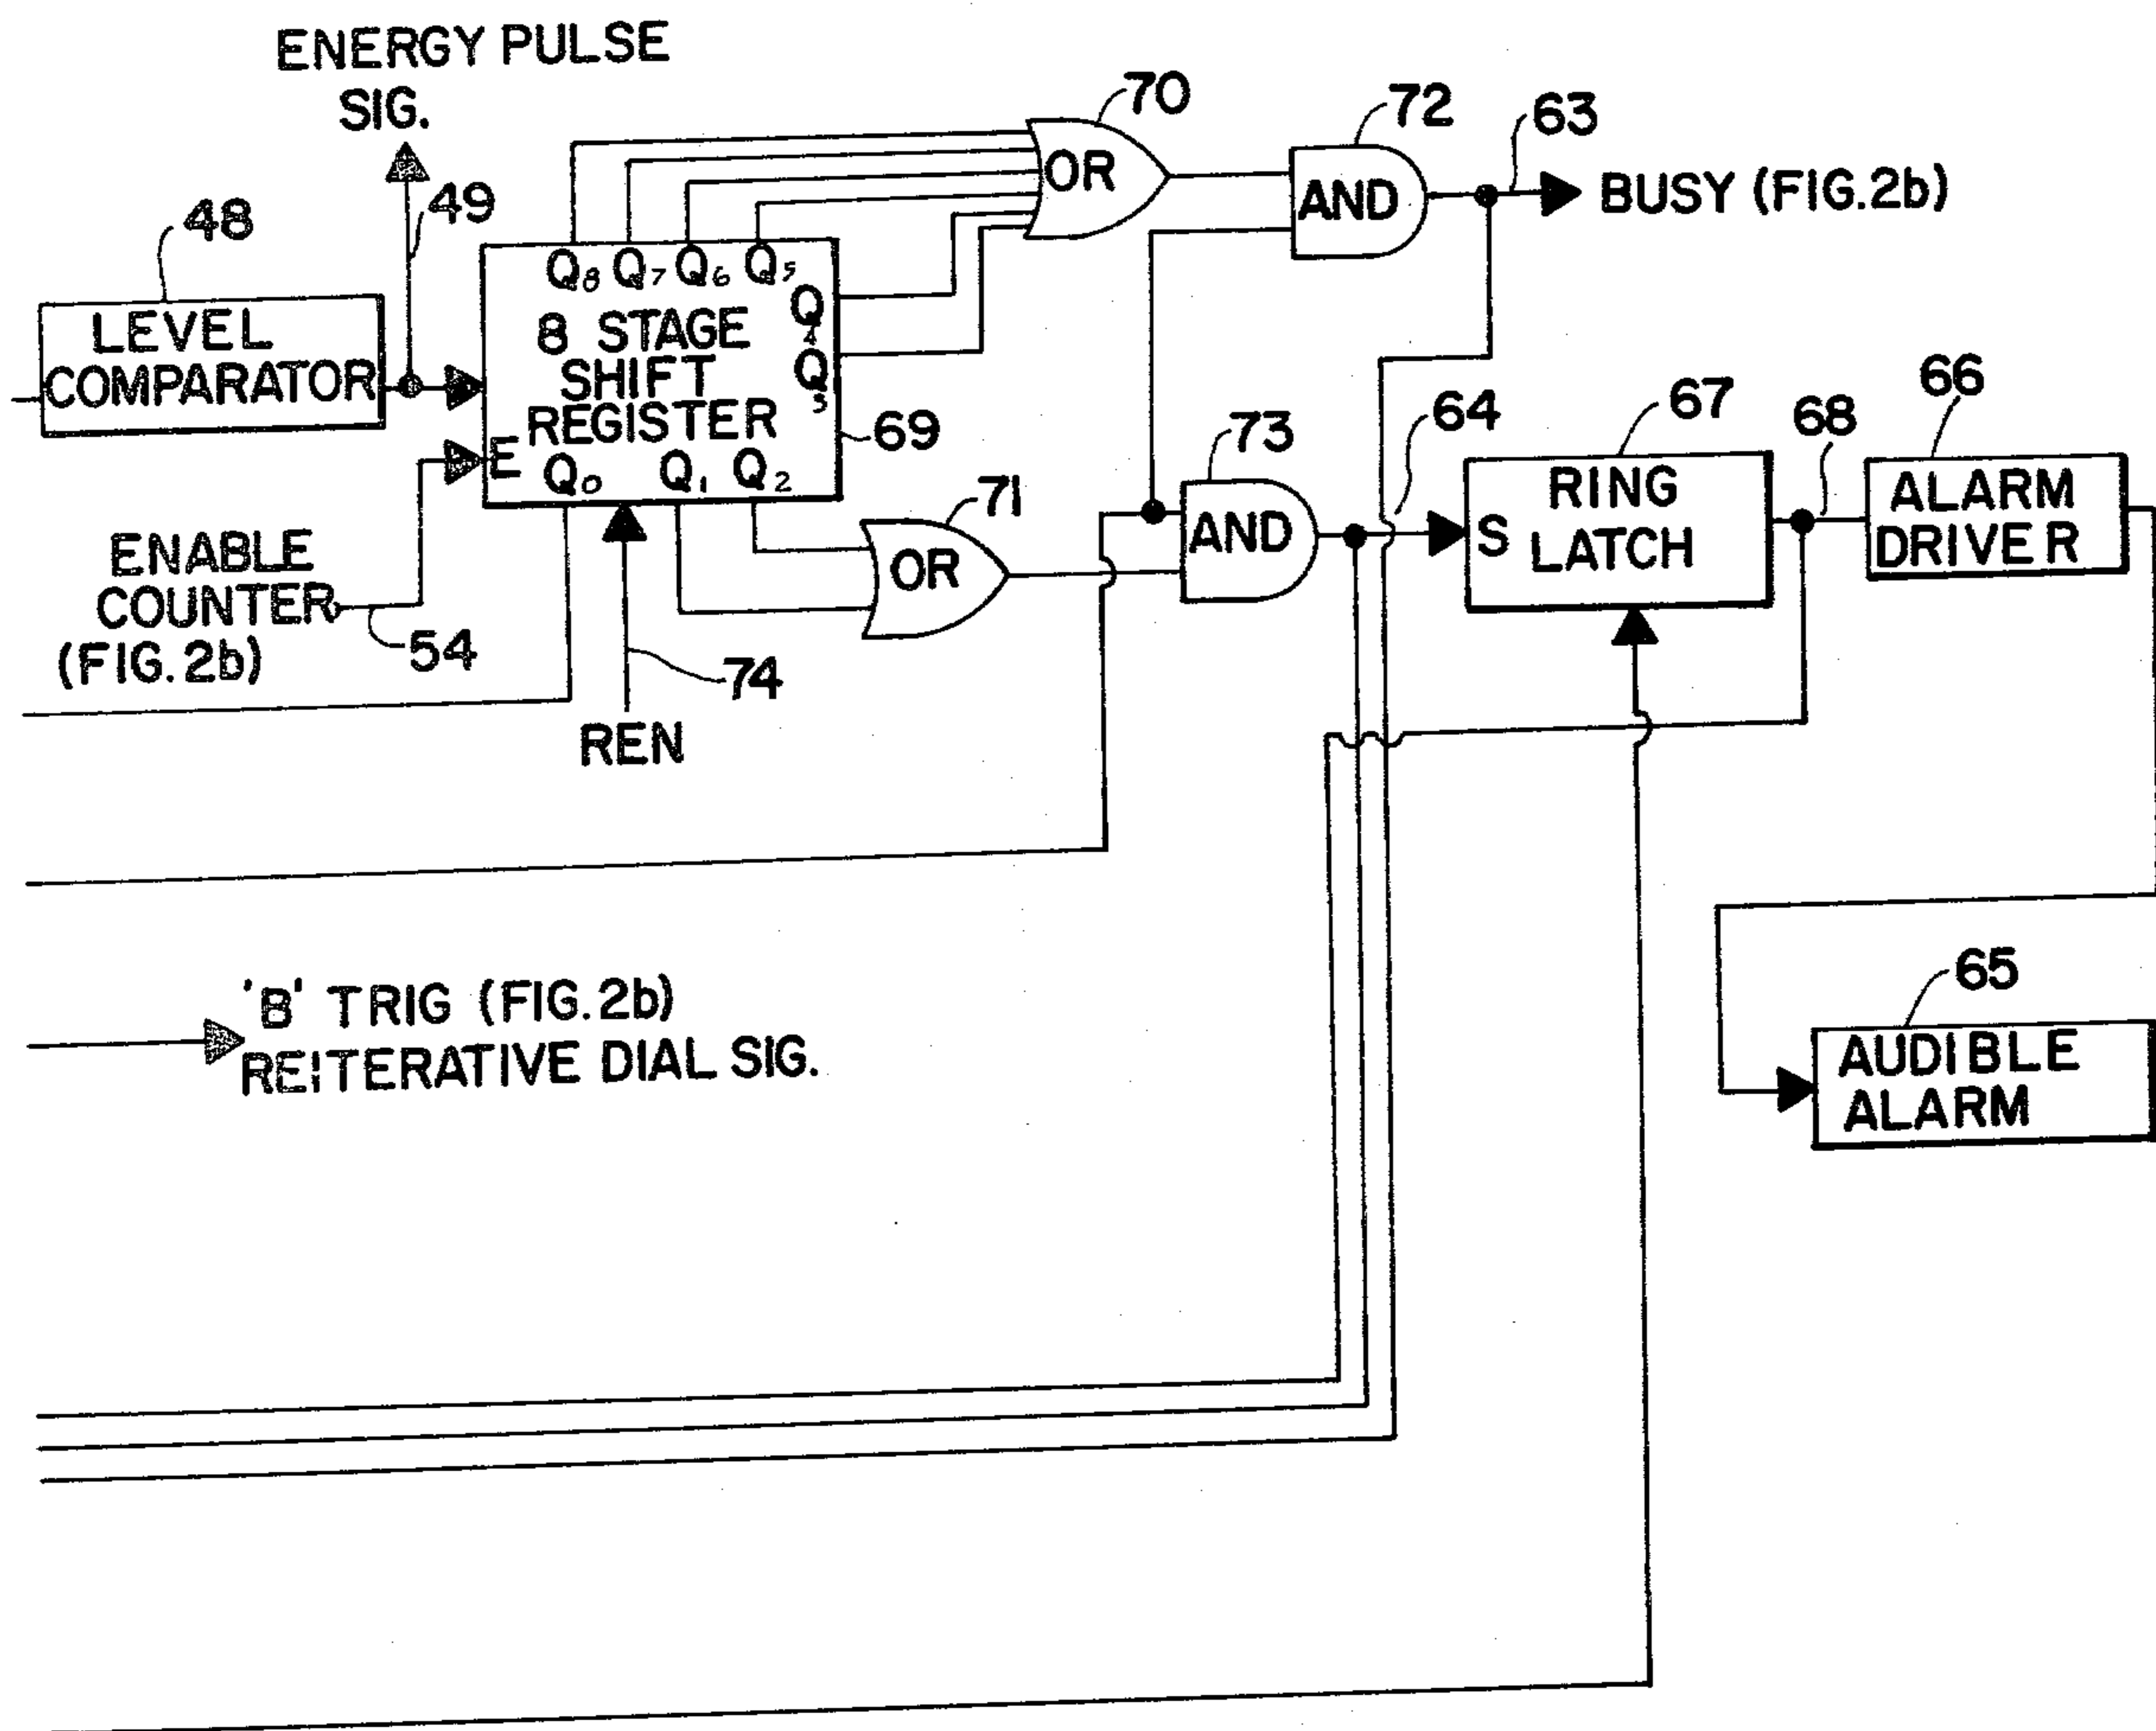 ENERGY PULSE
SIG.
70
72
63
49
48
OR
AND
BUSY (FIG.2b)
Q8 Q7 Q6 Q5
Q4
Q3
LEVEL
COMPARATOR
8 STAGE
SHIFT
REGISTER
E
Q0 Q1 Q2
69
73
64
67
68
66
71
OR
AND
S
RING
LATCH
ALARM
DRIVER
ENABLE
COUNTER
(FIG.2b)
54
74
REN
'B' TRIG (FIG.2b)
REITERATIVE DIAL SIG.
65
AUDIBLE
ALARM